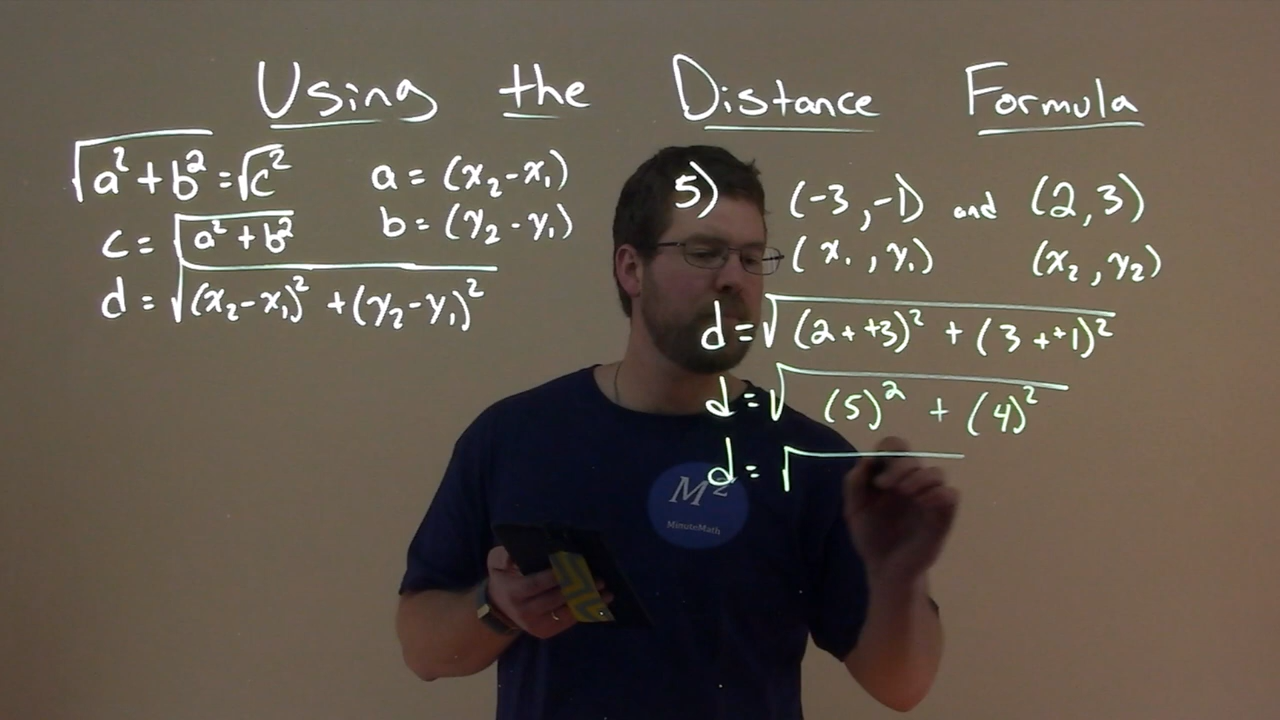 Using the Distance Formula
√(a² + b²) = √(c²)
c = √(a² + b²)
d = √((x₂-x₁)² + (y₂-y₁)²)
a = (x₂-x₁)
b = (y₂-y₁)
5) (-3,-1) and (2,3)
(x₁,y₁) (x₂,y₂)
d = √((2++3)² + (3++1)²)
d = √((5)² + (4)²)
d = √
M²
MinuteMath